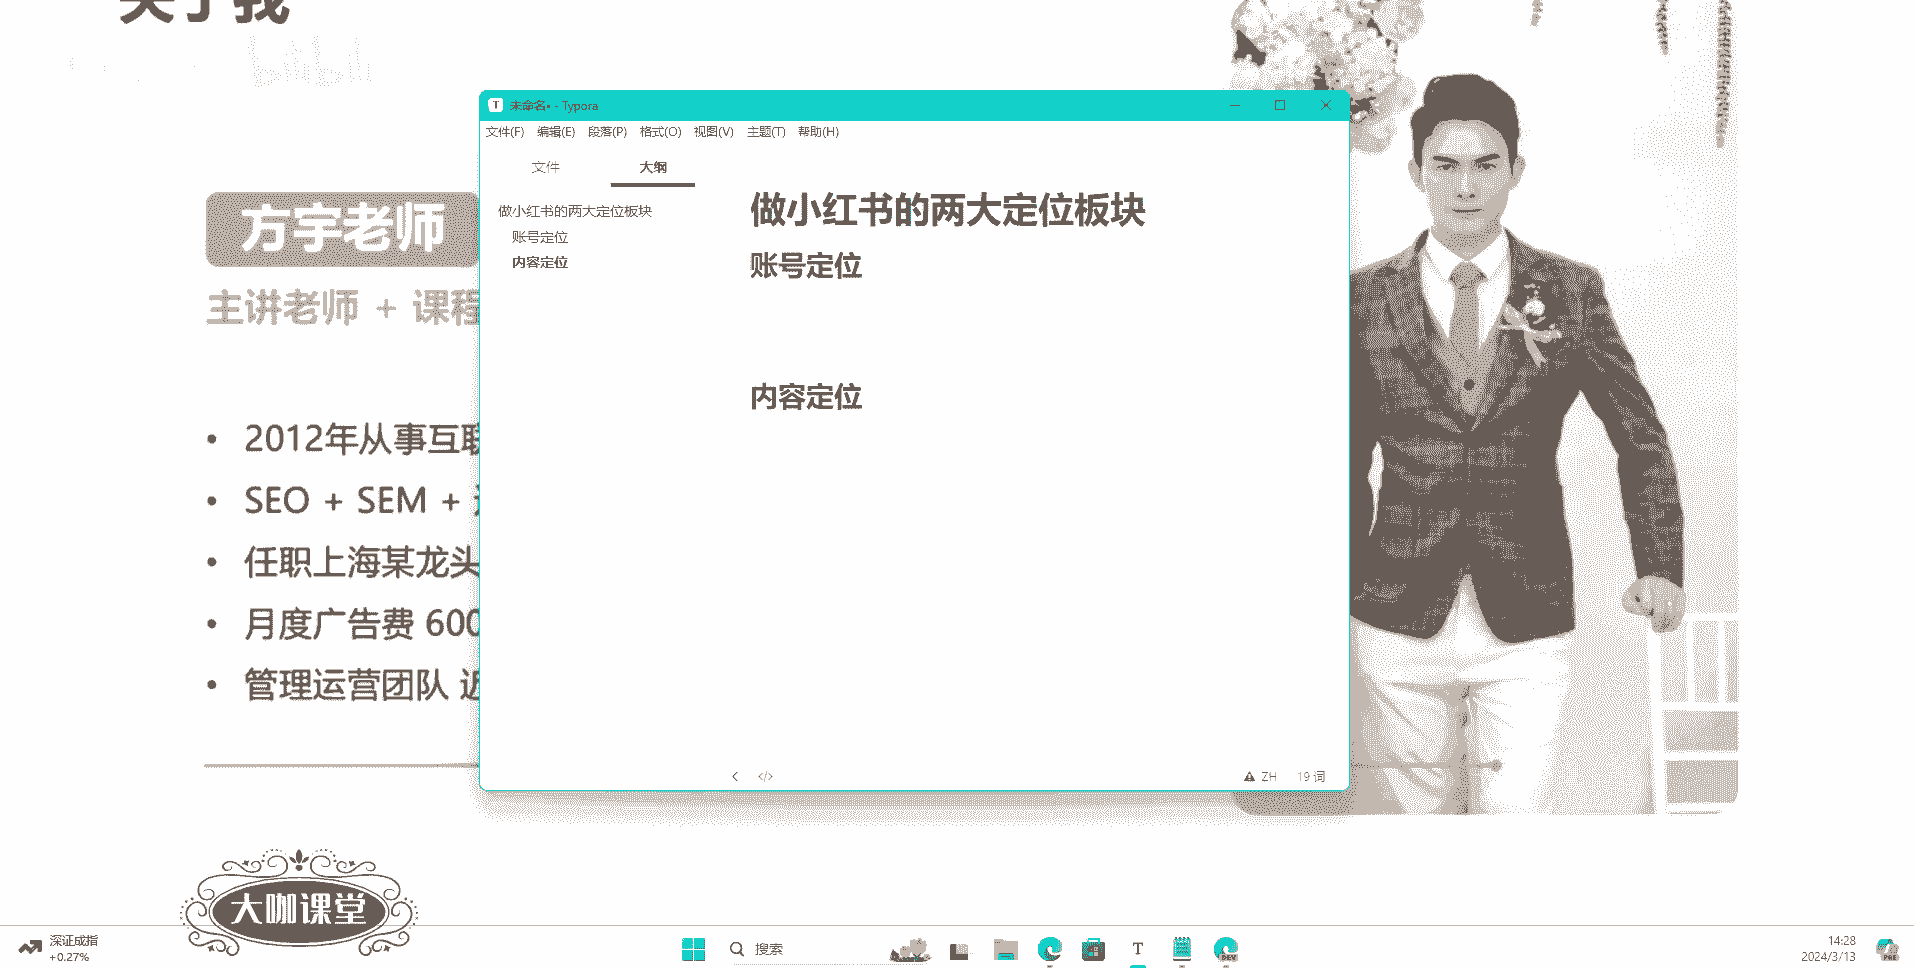 关于我
bilibili
未命名• - Typora
文件(F) 编辑(E) 段落(P) 格式(O) 视图(V) 主题(T) 帮助(H)
文件 大纲
做小红书的两大定位板块
账号定位
内容定位
做小红书的两大定位板块
账号定位
内容定位
ZH 19 词
方宇老师
主讲老师 + 课程
2012年从事互联
SEO + SEM +
任职上海某龙头
月度广告费 600
管理运营团队 近
大咖课堂
深证成指
+0.27%
搜索
T
DEV
14:28
2024/3/13
PRE